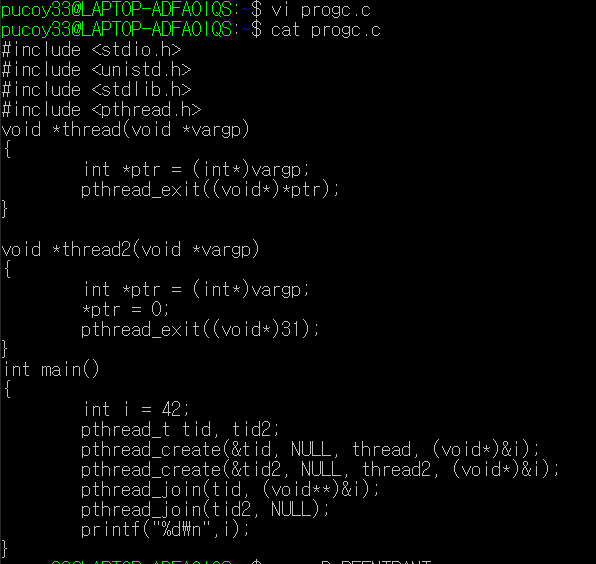 pucoy33@LAPTOP-ADFAOIQS:~$ vi progc.c
pucoy33@LAPTOP-ADFAOIQS:~$ cat progc.c
#include <stdio.h>
#include <unistd.h>
#include <stdlib.h>
#include <pthread.h>
void *thread(void *vargp)
{
        int *ptr = (int*)vargp;
        pthread_exit((void*)*ptr);
}

void *thread2(void *vargp)
{
        int *ptr = (int*)vargp;
        *ptr = 0;
        pthread_exit((void*)31);
}
int main()
{
        int i = 42;
        pthread_t tid, tid2;
        pthread_create(&tid, NULL, thread, (void*)&i);
        pthread_create(&tid2, NULL, thread2, (void*)&i);
        pthread_join(tid, (void**)&i);
        pthread_join(tid2, NULL);
        printf("%d₩n",i);
}